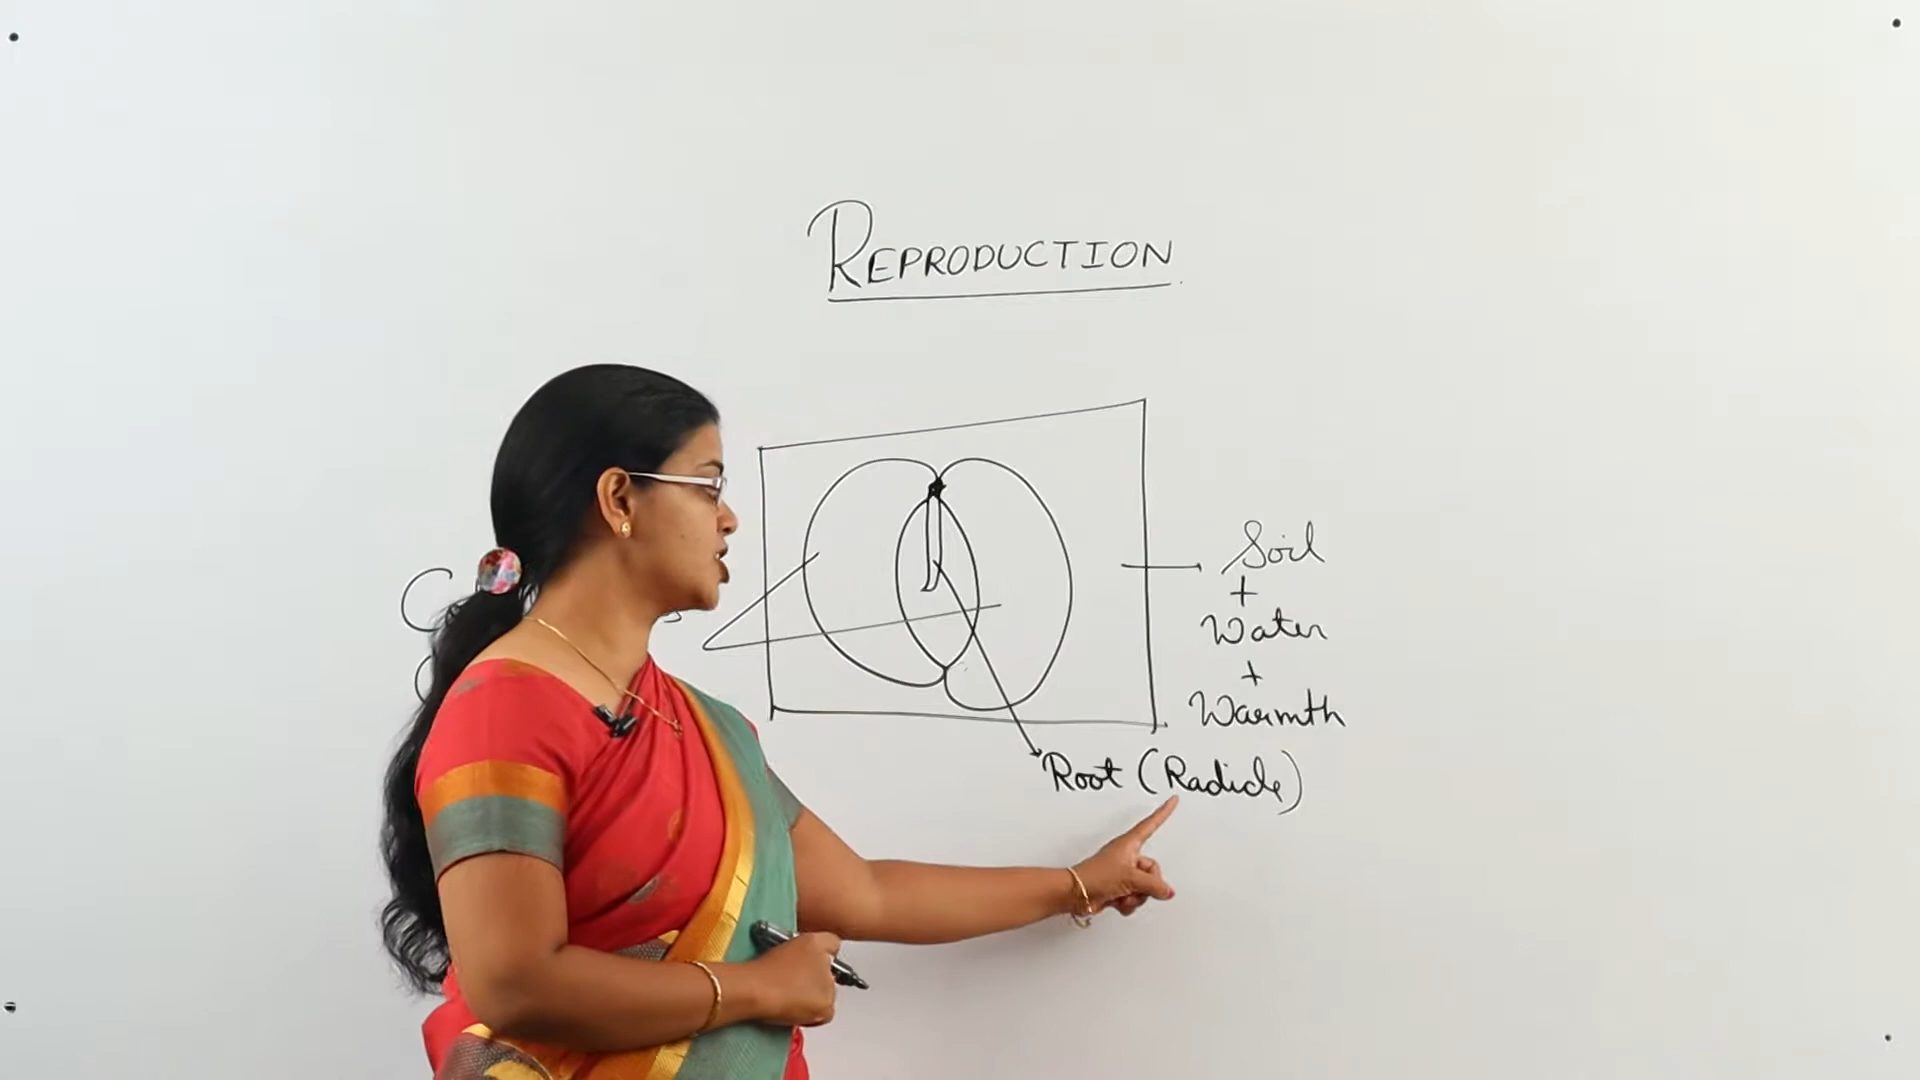 REPRODUCTION
Soil
+
Water
+
Warmth
Root (Radicle)